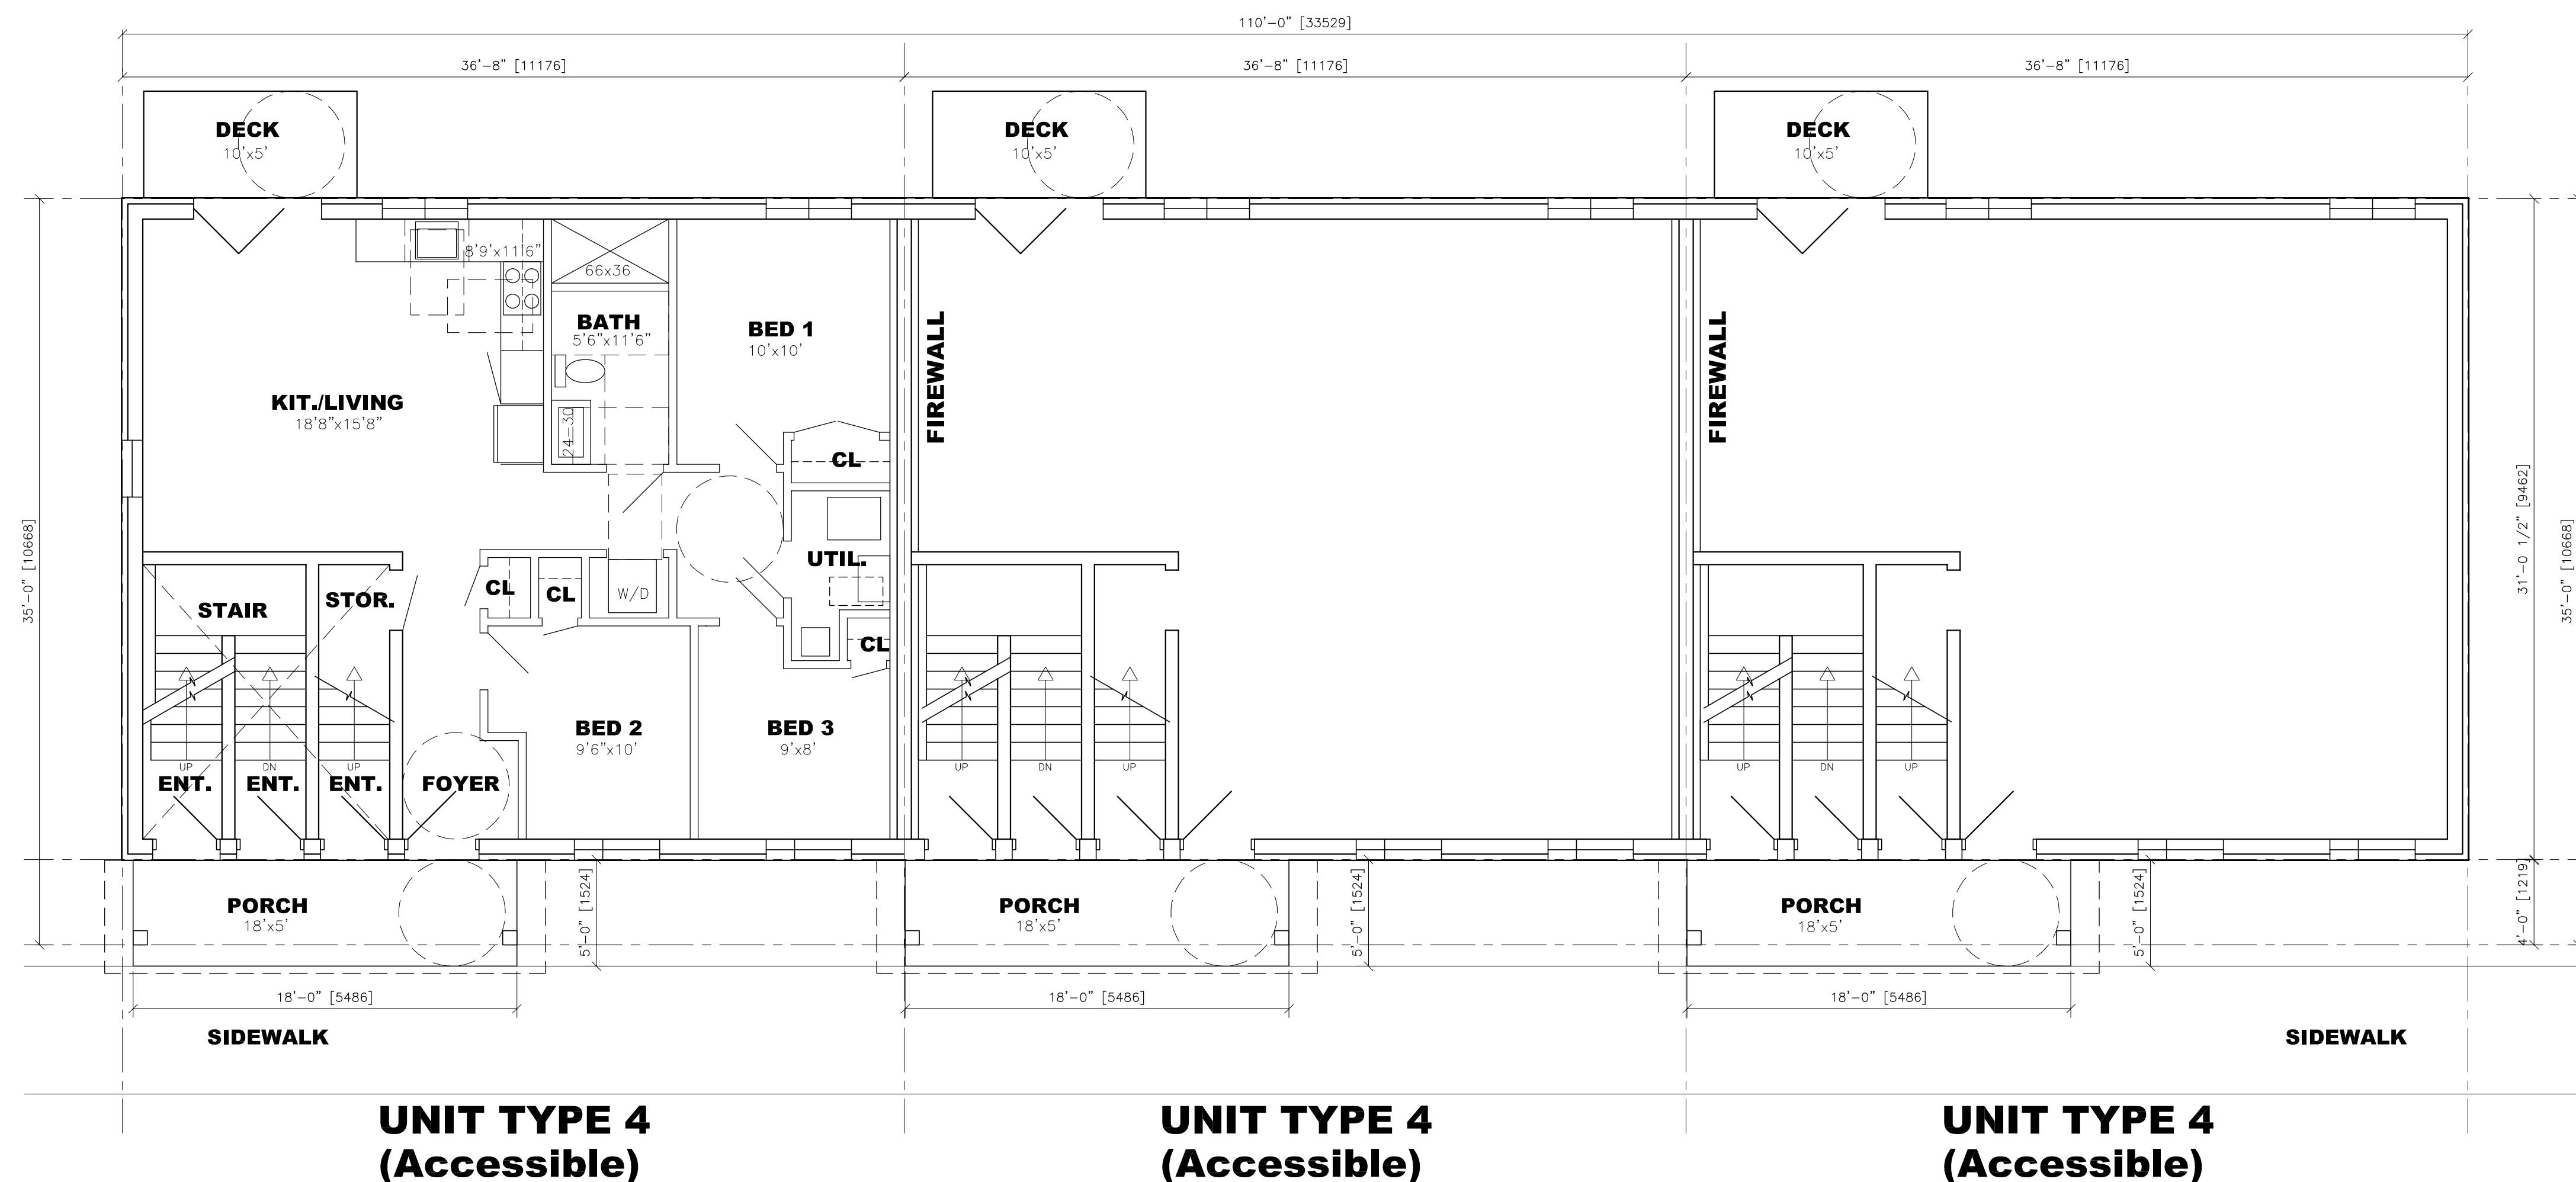 110'-0" [33529]
36'-8" [11176]
36'-8" [11176]
36'-8" [11176]
DECK
10'x5'
DECK
10'x5'
DECK
10'x5'
8'9'x11'6"
66x36
BATH
5'6"x11'6"
BED 1
10'x10'
FIREWALL
FIREWALL
KIT./LIVING
18'8"x15'8"
24-30
CL
35'-0" [10668]
31'-0 1/2" [9462]
35'-0" [10668]
UTIL.
CL
CL
W/D
STAIR
STOR.
CL
BED 2
9'6"x10'
BED 3
9'x8'
UP
DN
UP
UP
DN
UP
UP
DN
UP
ENT.
ENT.
ENT.
FOYER
PORCH
18'x5'
5'-0" [1524]
PORCH
18'x5'
5'-0" [1524]
PORCH
18'x5'
5'-0" [1524]
4'-0" [1219]
18'-0" [5486]
18'-0" [5486]
18'-0" [5486]
SIDEWALK
SIDEWALK
UNIT TYPE 4
(Accessible)
UNIT TYPE 4
(Accessible)
UNIT TYPE 4
(Accessible)